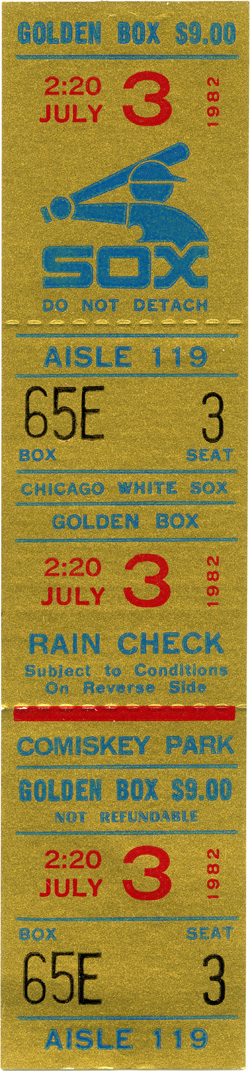 GOLDEN BOX $9.00
2:20
JULY 3 1982
SOX
DO NOT DETACH
AISLE 119
65E 3
BOX SEAT
CHICAGO WHITE SOX
GOLDEN BOX
2:20
JULY 3 1982
RAIN CHECK
Subject to Conditions
On Reverse Side
COMISKEY PARK
GOLDEN BOX $9.00
NOT REFUNDABLE
2:20
JULY 3 1982
BOX SEAT
65E 3
AISLE 119